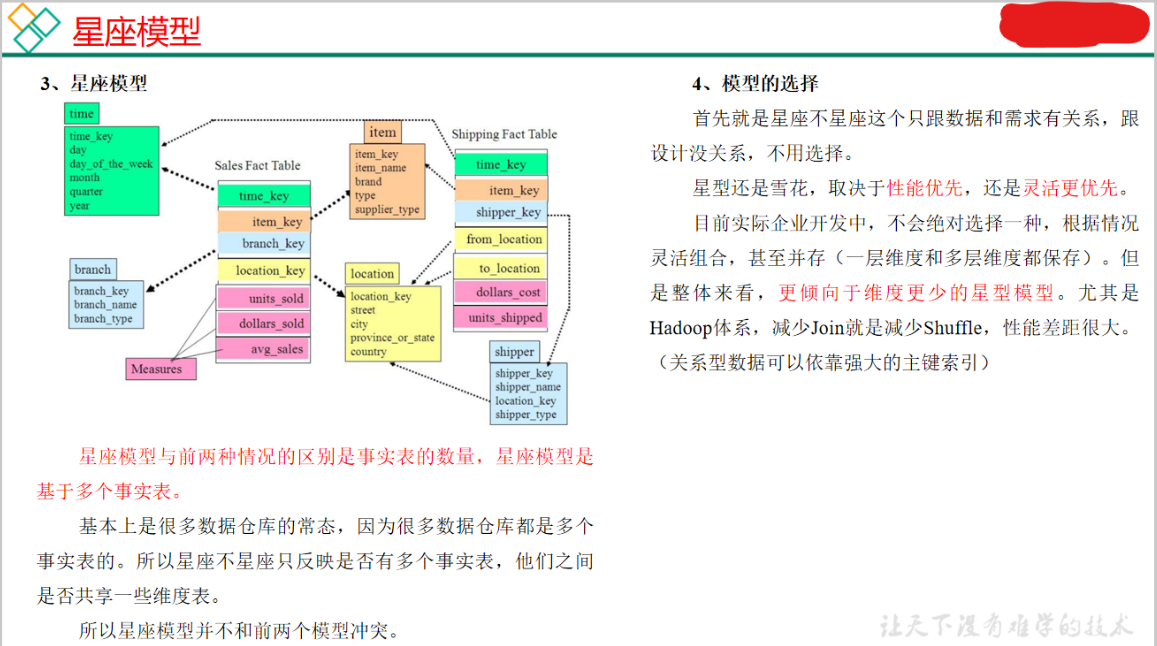 星座模型
3、星座模型
time
time_key
day
day_of_the_week
month
quarter
year
Sales Fact Table
time_key
item_key
branch_key
location_key
units_sold
dollars_sold
avg_sales
Measures
branch
branch_key
branch_name
branch_type
item
item_key
item_name
brand
type
supplier_type
location
location_key
street
city
province_or_state
country
Shipping Fact Table
time_key
item_key
shipper_key
from_location
to_location
dollars_cost
units_shipped
shipper
shipper_key
shipper_name
location_key
shipper_type
星座模型与前两种情况的区别是事实表的数量，星座模型是
基于多个事实表。
基本上是很多数据仓库的常态，因为很多数据仓库都是多个
事实表的。所以星座不星座只反映是否有多个事实表，他们之间
是否共享一些维度表。
所以星座模型并不和前两个模型冲突。
4、模型的选择
首先就是星座不星座这个只跟数据和需求有关系，跟
设计没关系，不用选择。
星型还是雪花，取决于性能优先，还是灵活更优先。
目前实际企业开发中，不会绝对选择一种，根据情况
灵活组合，甚至并存（一层维度和多层维度都保存）。但
是整体来看，更倾向于维度更少的星型模型。尤其是
Hadoop体系，减少Join就是减少Shuffle，性能差距很大。
（关系型数据可以依靠强大的主键索引）
让天下没有难学的技术